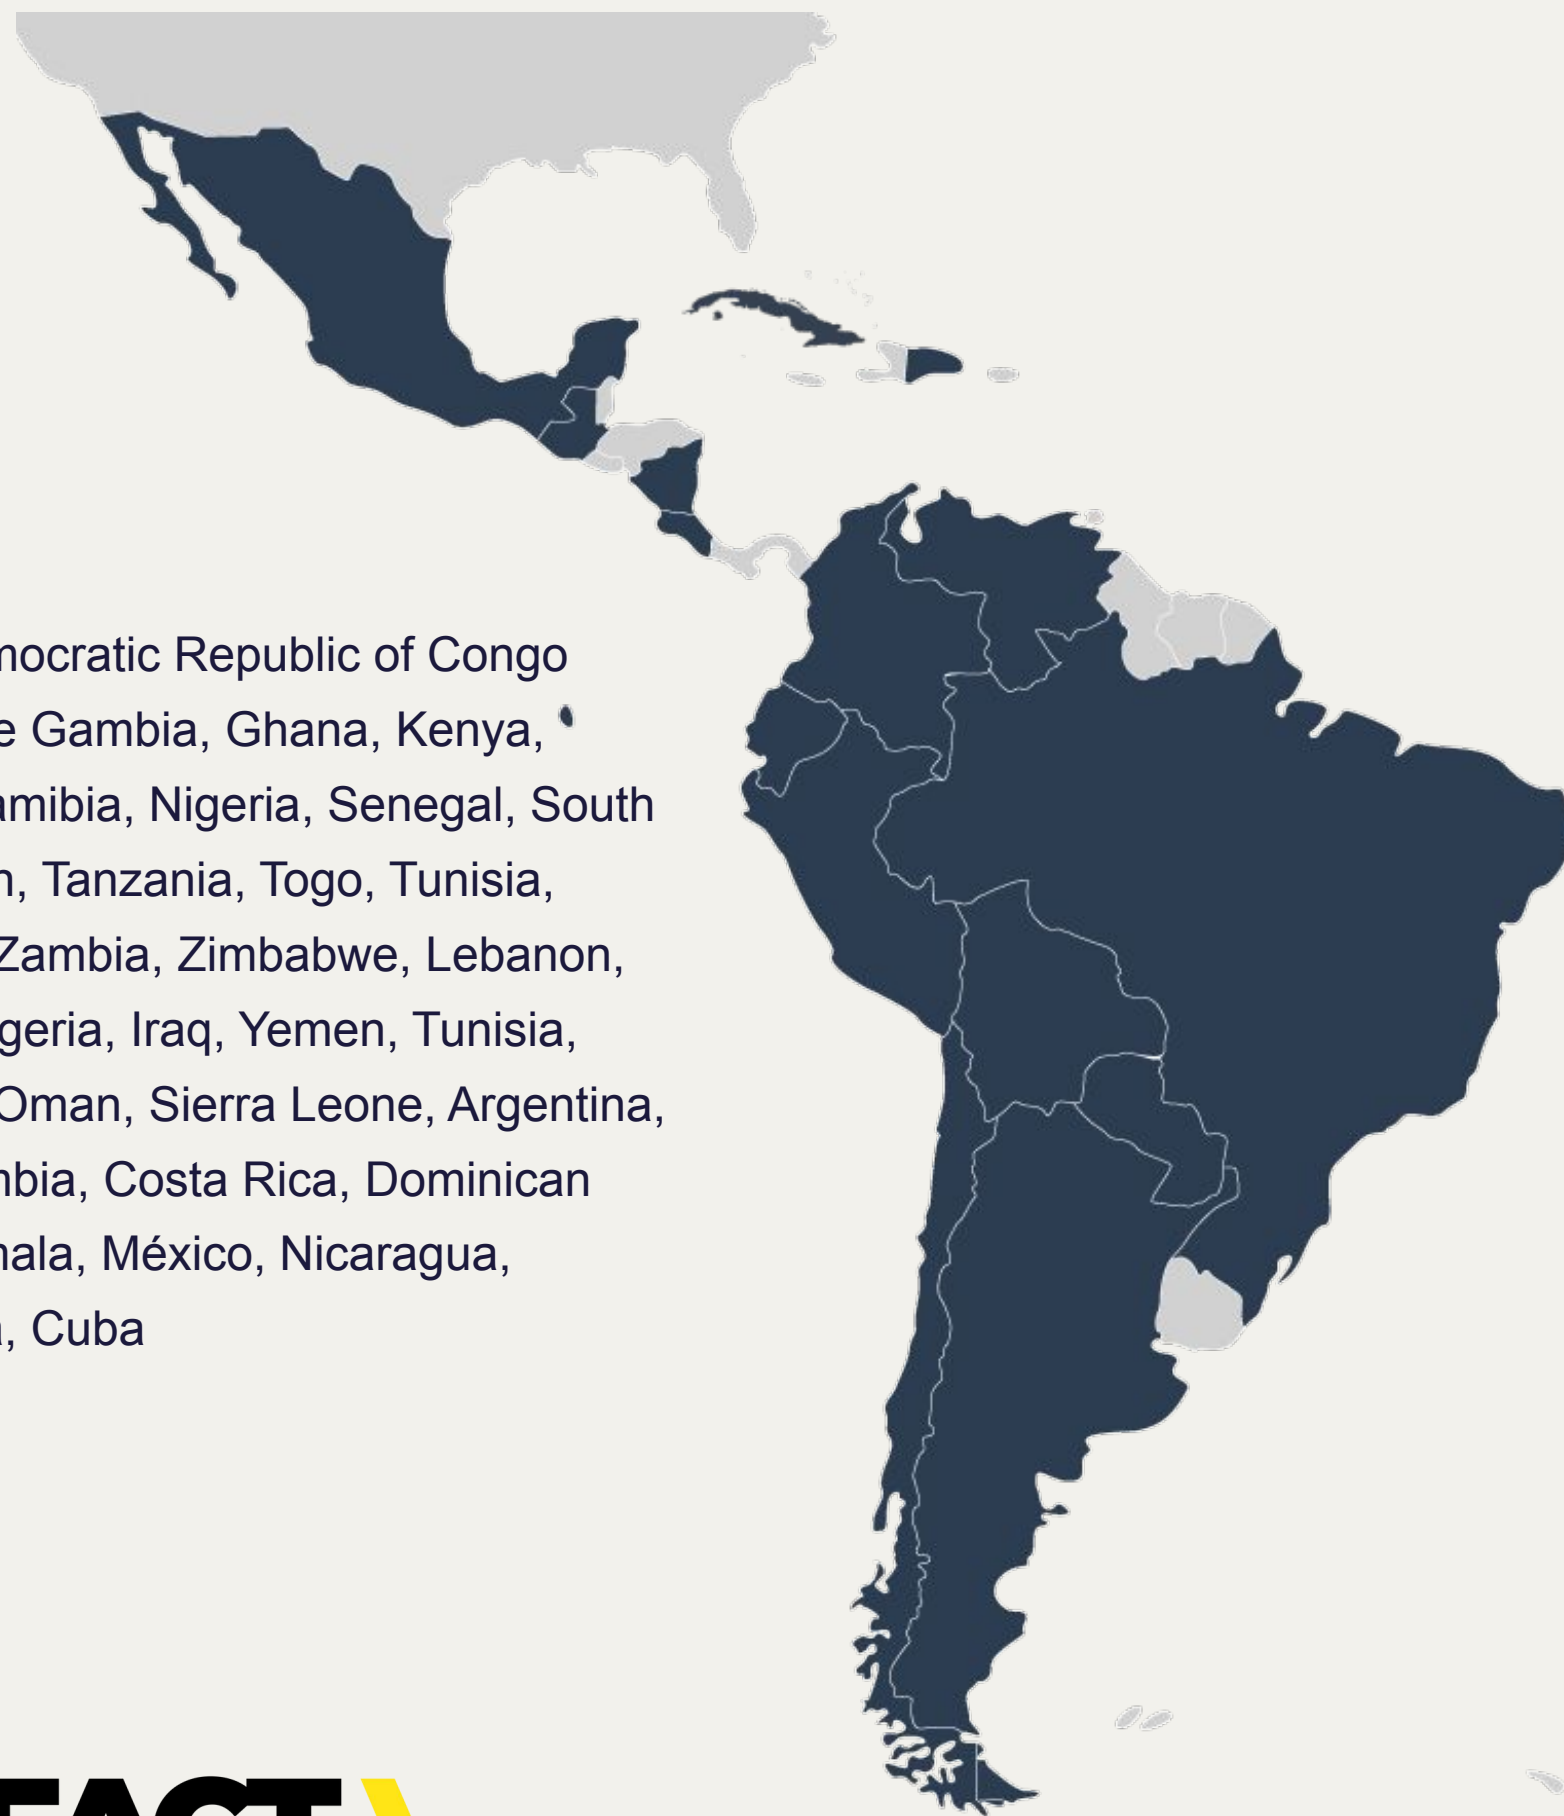 mocratic Republic of Congo
e Gambia, Ghana, Kenya,
amibia, Nigeria, Senegal, South
n, Tanzania, Togo, Tunisia,
Zambia, Zimbabwe, Lebanon,
geria, Iraq, Yemen, Tunisia,
Oman, Sierra Leone, Argentina,
nbia, Costa Rica, Dominican
nala, México, Nicaragua,
, Cuba